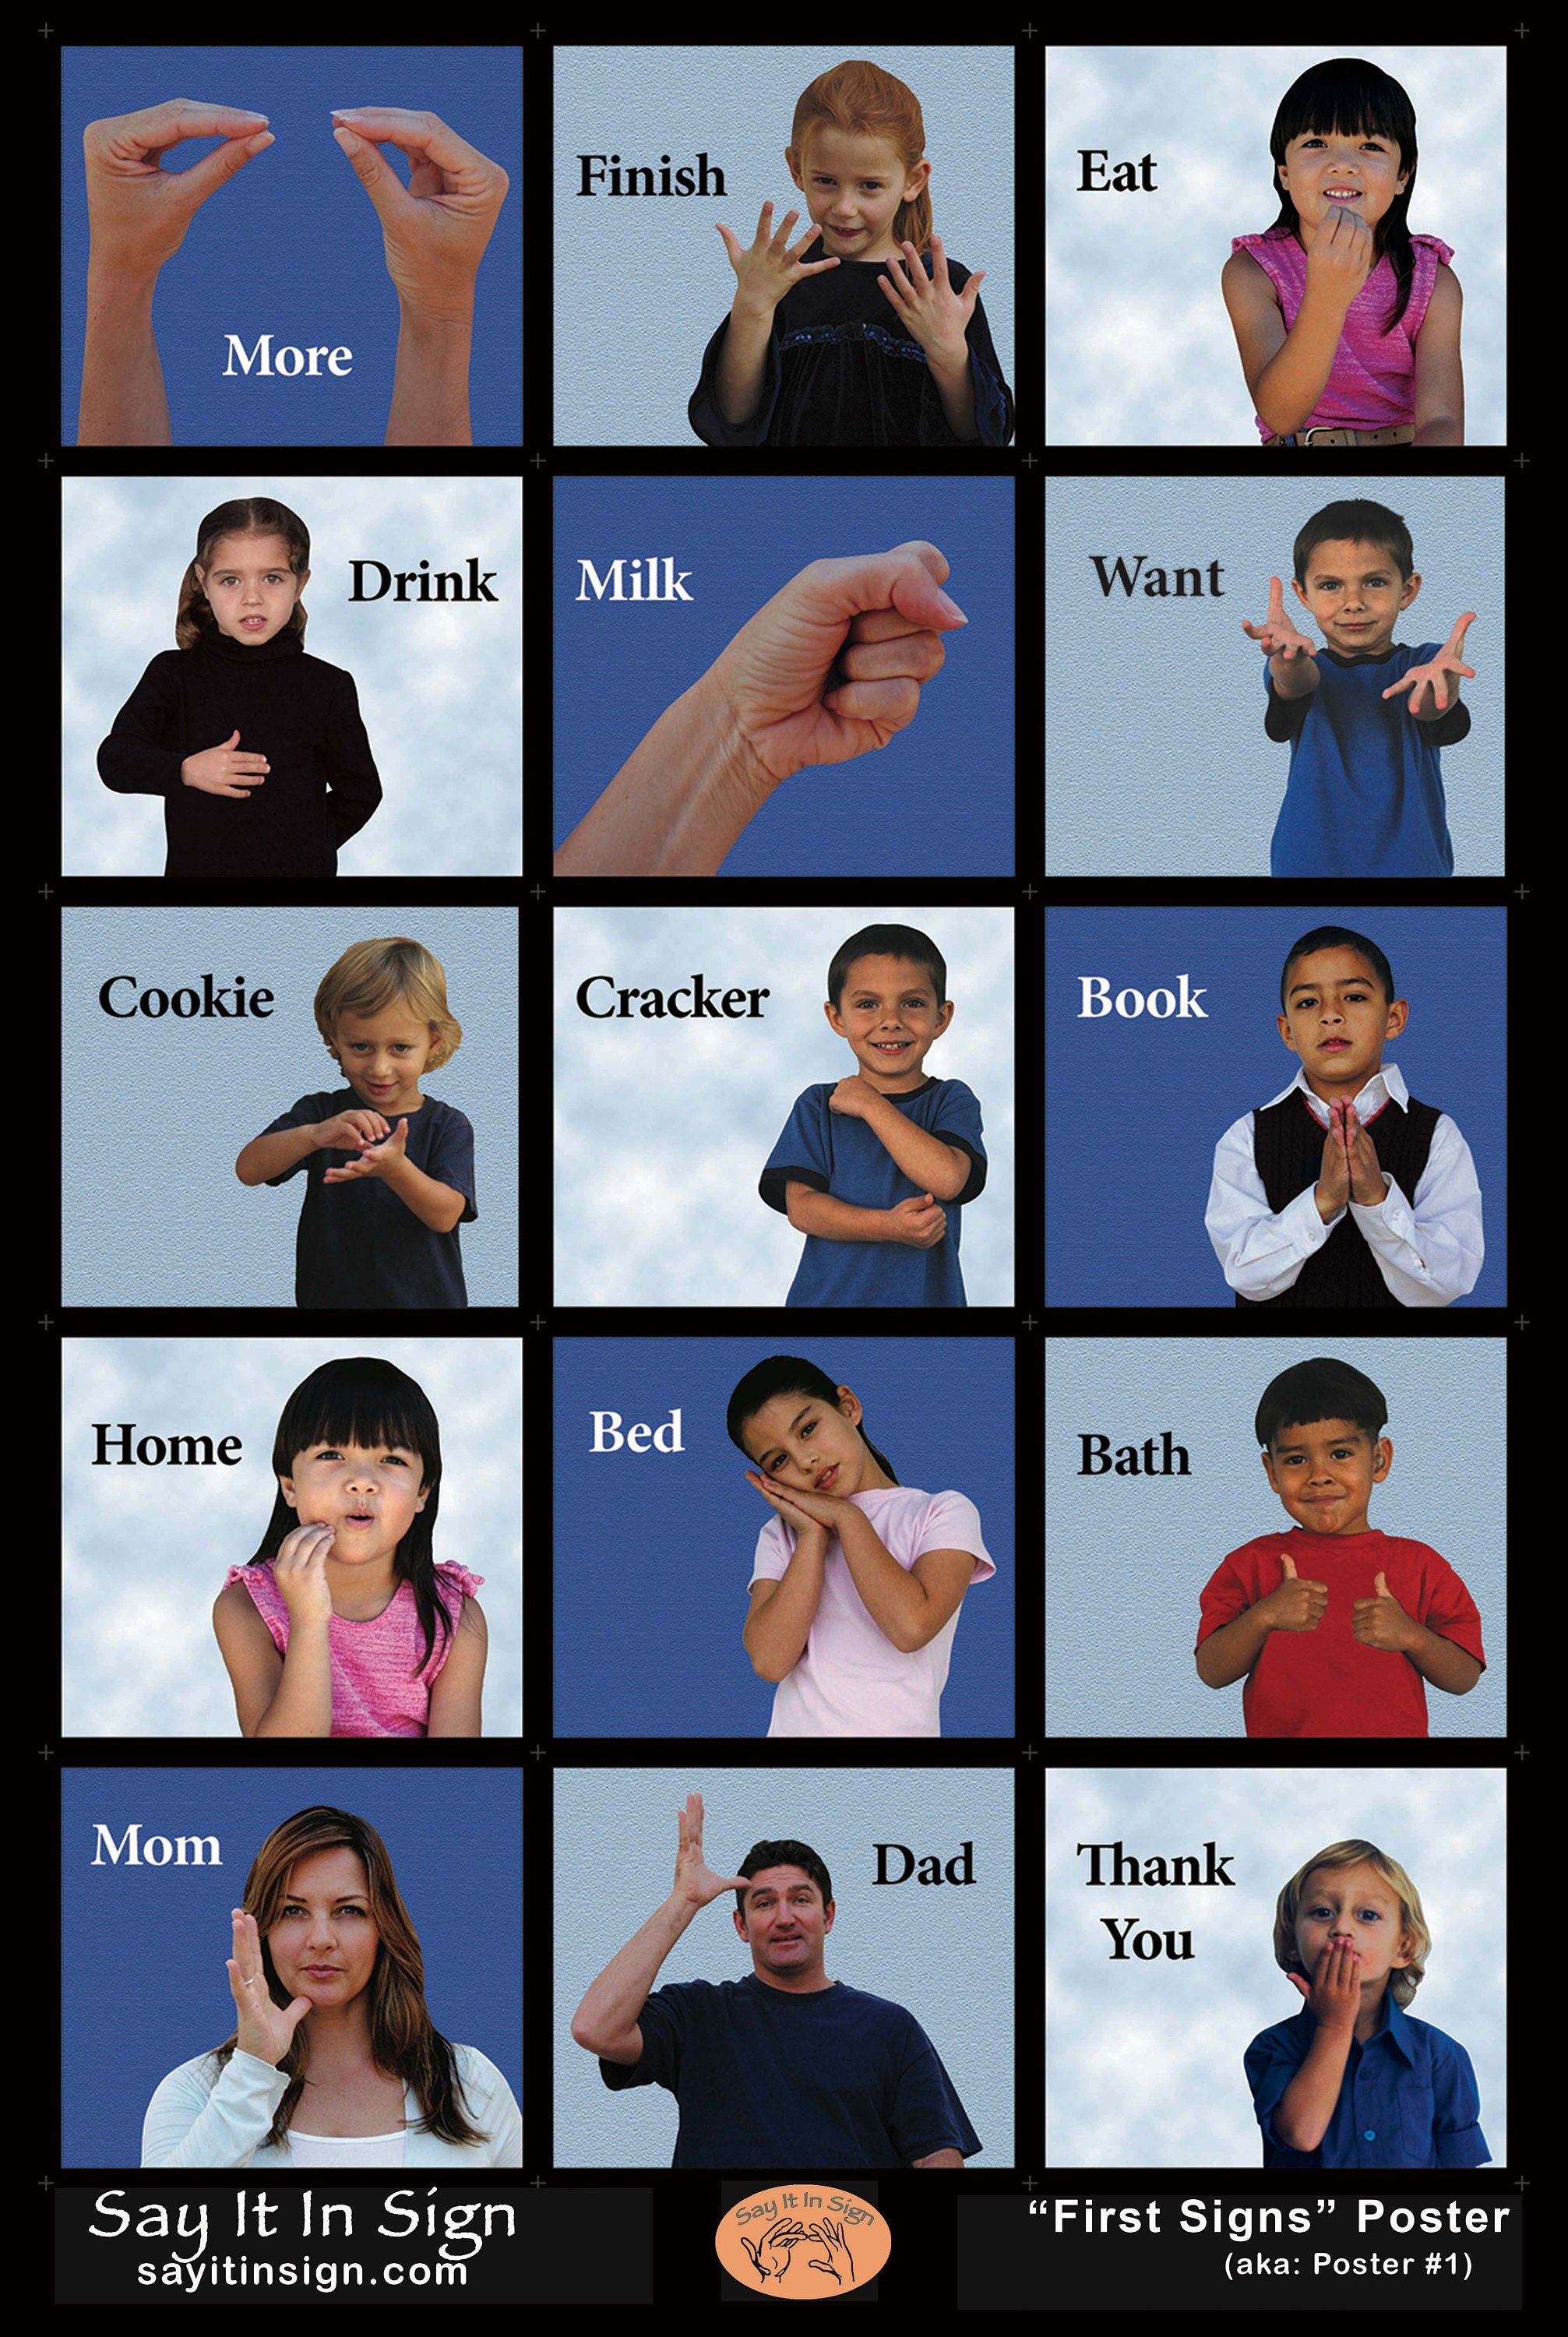 More
Finish
Eat
Drink
Milk
Want
Cookie
Cracker
Book
Home
Bed
Bath
Mom
Dad
Thank
You
Say It In Sign
sayitinsign.com
Say It In Sign
“First Signs” Poster
(aka: Poster #1)